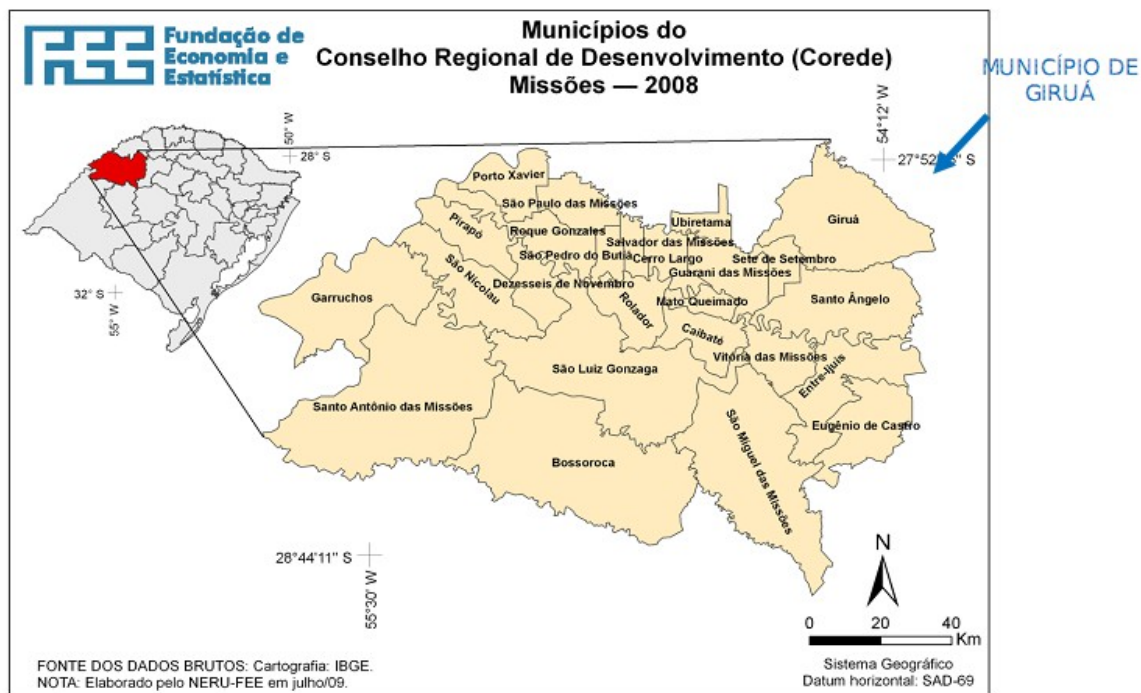 FEE Fundação de
Economia e
Estatística
Municípios do
Conselho Regional de Desenvolvimento (Corede)
Missões — 2008
MUNICÍPIO DE
GIRUÁ
54°12' W
50° W
28° S
27°52' S
Porto Xavier
São Paulo das Missões
Pirapó
Roque Gonzales
Ubiretama
Giruá
Salvador das Missões
São Pedro do Butiá
Cerro Largo
Sete de Setembro
Guarani das Missões
São Nicolau
Dezesseis de Novembro
Garruchos
Rolador
Mato Queimado
Santo Ângelo
32° S
55° W
Caibaté
Vitória das Missões
São Luiz Gonzaga
Entre-Ijuís
Santo Antônio das Missões
São Miguel das Missões
Eugênio de Castro
Bossoroca
28°44'11" S
55°30' W
N
0 20 40
Km
FONTE DOS DADOS BRUTOS: Cartografia: IBGE.
NOTA: Elaborado pelo NERU-FEE em julho/09.
Sistema Geográfico
Datum horizontal: SAD-69